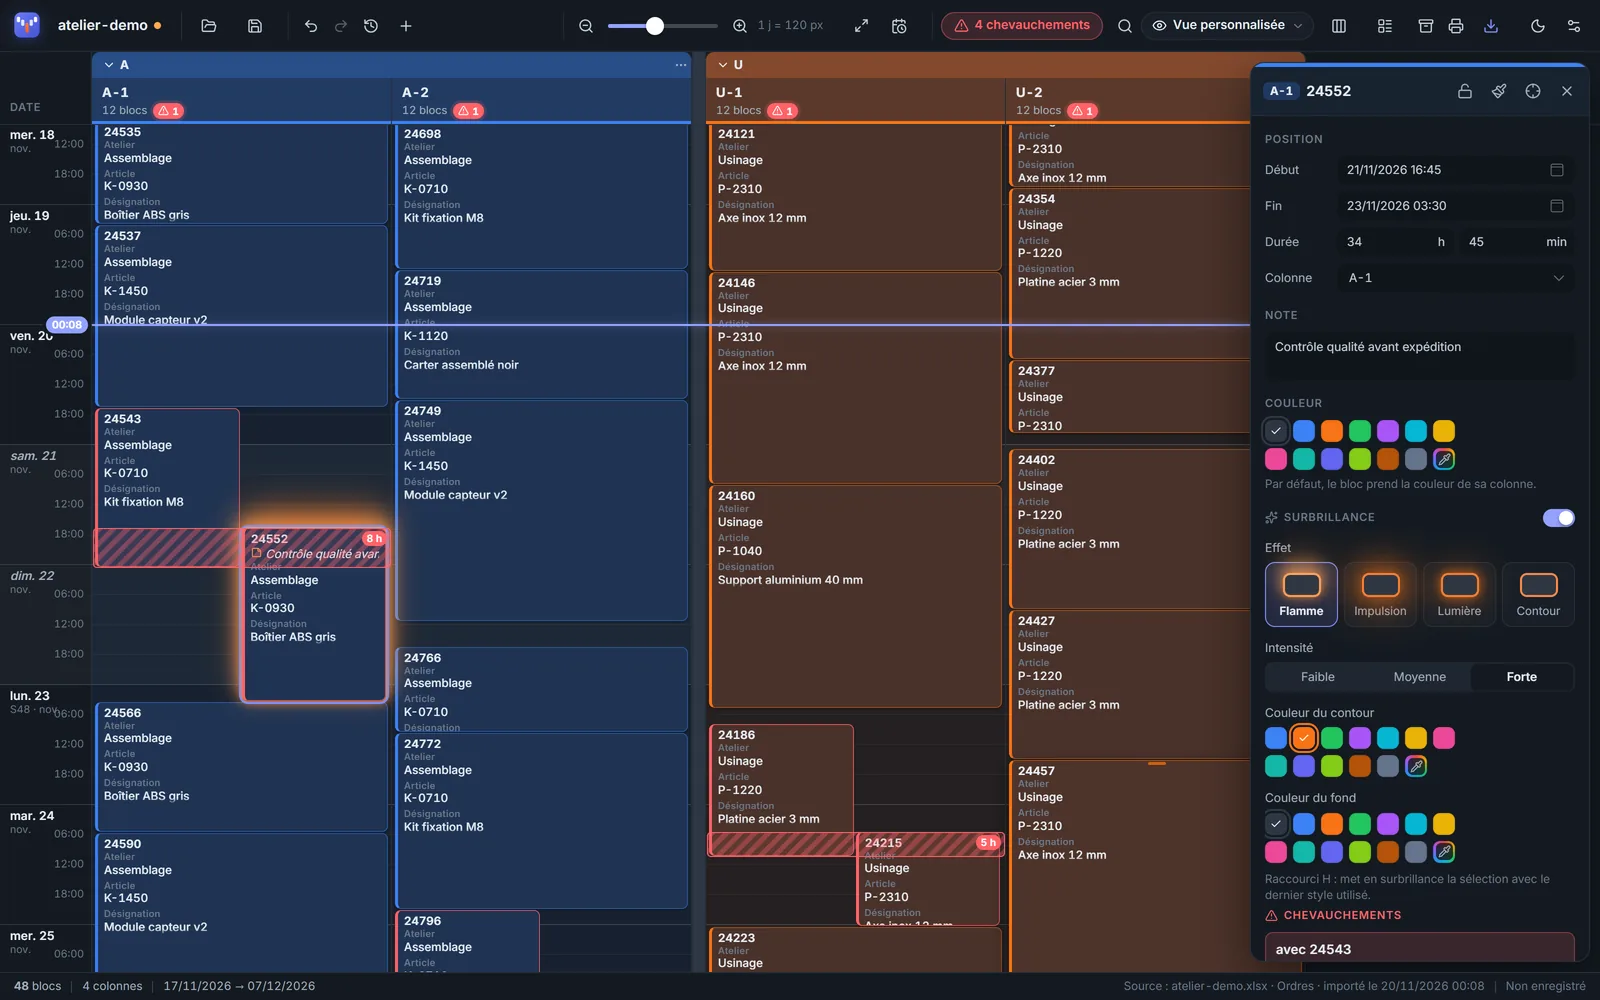 atelier-demo
1 j = 120 px
4 chevauchements
Vue personnalisée
DATE
A
U
A-1
12 blocs 1
A-2
12 blocs 1
U-1
12 blocs 1
U-2
12 blocs 1
mer. 18
nov.
12:00
18:00
jeu. 19
nov.
06:00
12:00
18:00
00:08
ven. 20
nov.
06:00
12:00
18:00
sam. 21
nov.
06:00
12:00
18:00
dim. 22
nov.
06:00
12:00
18:00
lun. 23
S48 · nov.
06:00
12:00
18:00
mar. 24
nov.
06:00
12:00
18:00
mer. 25
nov.
06:00
24535
Atelier
Assemblage
Article
K-0930
Désignation
Boîtier ABS gris
24537
Atelier
Assemblage
Article
K-1450
Désignation
Module capteur v2
24543
Atelier
Assemblage
Article
K-0710
Désignation
Kit fixation M8
24552
8 h
Contrôle qualité avar
Atelier
Assemblage
Article
K-0930
Désignation
Boîtier ABS gris
24566
Atelier
Assemblage
Article
K-0930
Désignation
Boîtier ABS gris
24590
Atelier
Assemblage
Article
K-1450
Désignation
Module capteur v2
24698
Atelier
Assemblage
Article
K-0710
Désignation
Kit fixation M8
24719
Atelier
Assemblage
Article
K-1120
Désignation
Carter assemblé noir
24749
Atelier
Assemblage
Article
K-1450
Désignation
Module capteur v2
24766
Atelier
Assemblage
Article
K-0710
Désignation
24772
Atelier
Assemblage
Article
K-0710
Désignation
Kit fixation M8
24796
Atelier
Assemblage
Article
24121
Atelier
Usinage
Article
P-2310
Désignation
Axe inox 12 mm
24146
Atelier
Usinage
Article
P-2310
Désignation
Axe inox 12 mm
24160
Atelier
Usinage
Article
P-1040
Désignation
Support aluminium 40 mm
24186
Atelier
Usinage
Article
P-1220
Désignation
Platine acier 3 mm
24215
5 h
Atelier
Usinage
Article
P-2310
Désignation
Axe inox 12 mm
24223
Atelier
Usinage
Article
P-2310
Désignation
Axe inox 12 mm
24354
Atelier
Usinage
Article
P-1220
Désignation
Platine acier 3 mm
24377
Atelier
Usinage
Article
P-2310
24402
Atelier
Usinage
Article
P-1220
Désignation
Platine acier 3 mm
24427
Atelier
Usinage
Article
P-1220
Désignation
Platine acier 3 mm
24457
Atelier
Usinage
Article
P-2310
Désignation
Axe inox 12 mm
A-1 24552
POSITION
Début 21/11/2026 16:45
Fin 23/11/2026 03:30
Durée 34 h 45 min
Colonne A-1
NOTE
Contrôle qualité avant expédition
COULEUR
Par défaut, le bloc prend la couleur de sa colonne.
SURBRILLANCE
Effet
Flamme Impulsion Lumière Contour
Intensité
Faible Moyenne Forte
Couleur du contour
Couleur du fond
Raccourci H : met en surbrillance la sélection avec le
dernier style utilisé.
CHEVAUCHEMENTS
avec 24543
48 blocs
4 colonnes
17/11/2026 → 07/12/2026
Source : atelier-demo.xlsx · Ordres · importé le 20/11/2026 00:08
Non enregistré